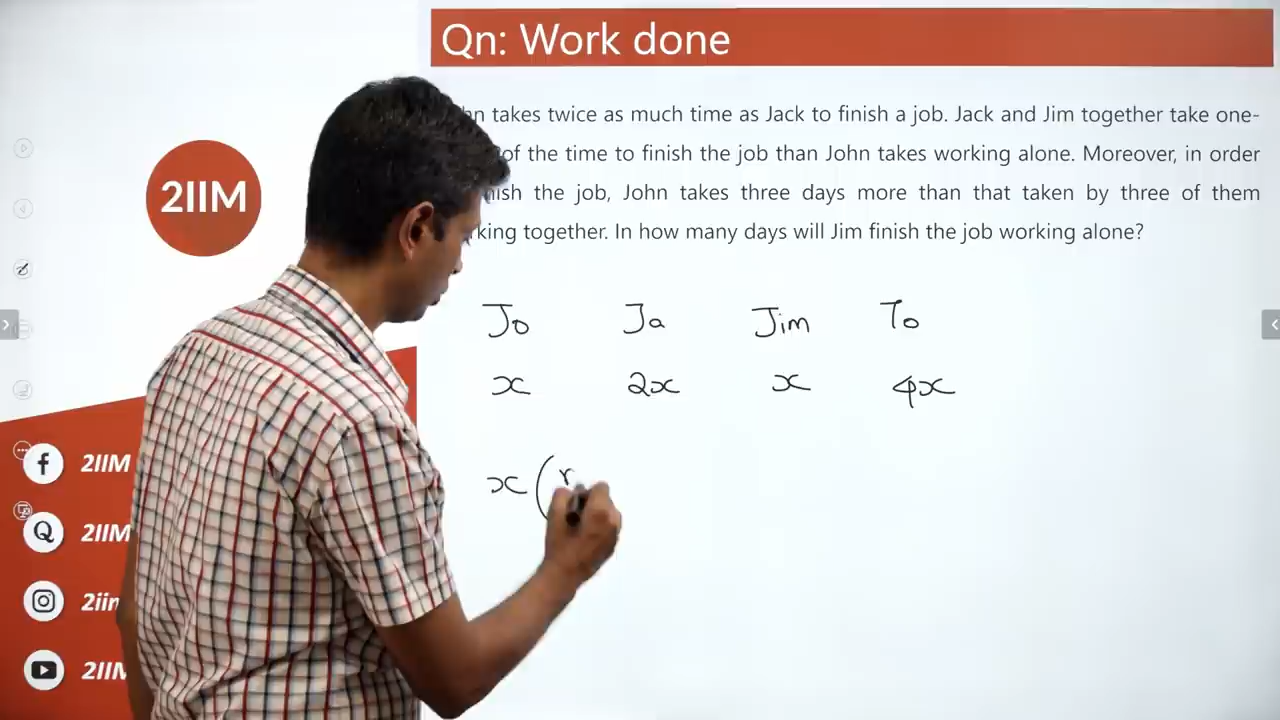 Qn: Work done
takes twice as much time as Jack to finish a job. Jack and Jim together take one-
of the time to finish the job than John takes working alone. Moreover, in order
the job, John takes three days more than that taken by three of them
together. In how many days will Jim finish the job working alone?
2IIM
Jo Ja Jim To
x 2x x 4x
x (r
2IIM
2IIM